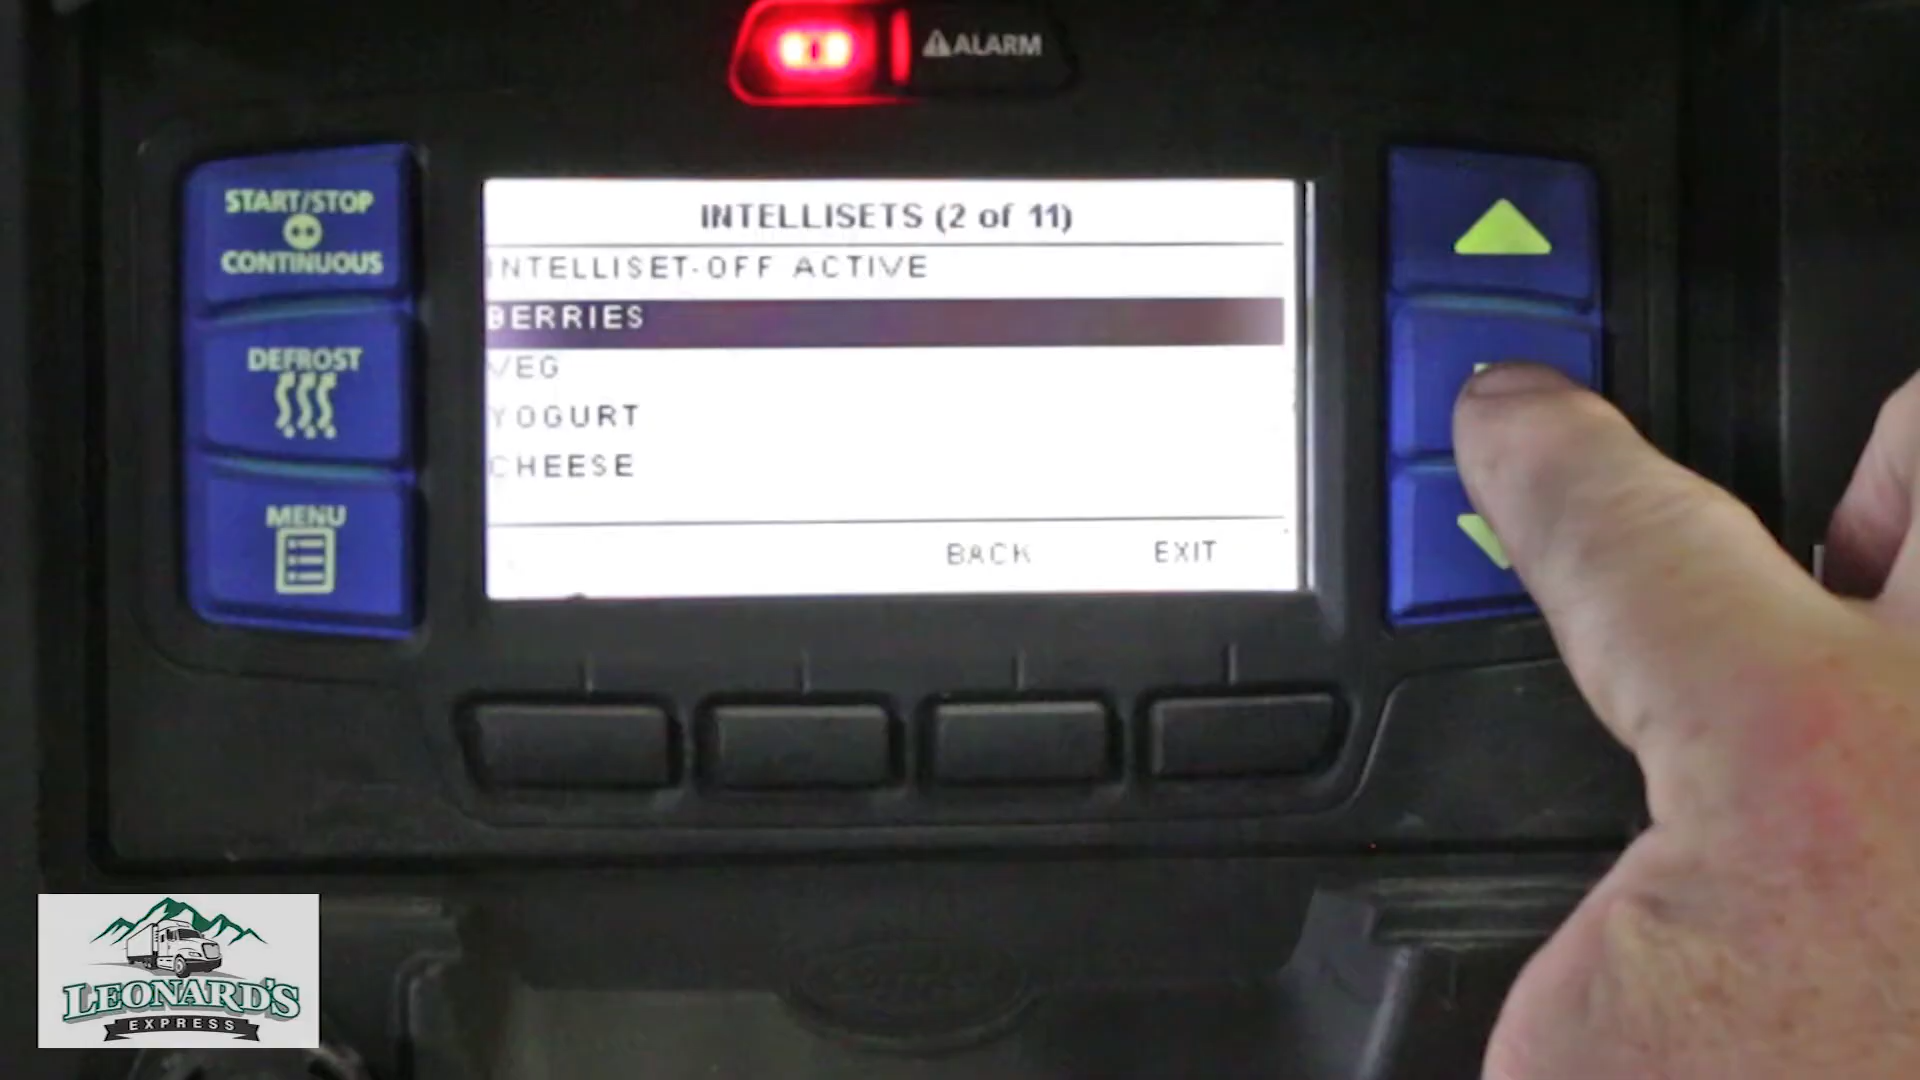 ALARM
START/STOP
CONTINUOUS
DEFROST
MENU
INTELLISETS (2 of 11)
INTELLISET-OFF ACTIVE
BERRIES
VEG
YOGURT
CHEESE
BACK EXIT
LEONARD'S
EXPRESS